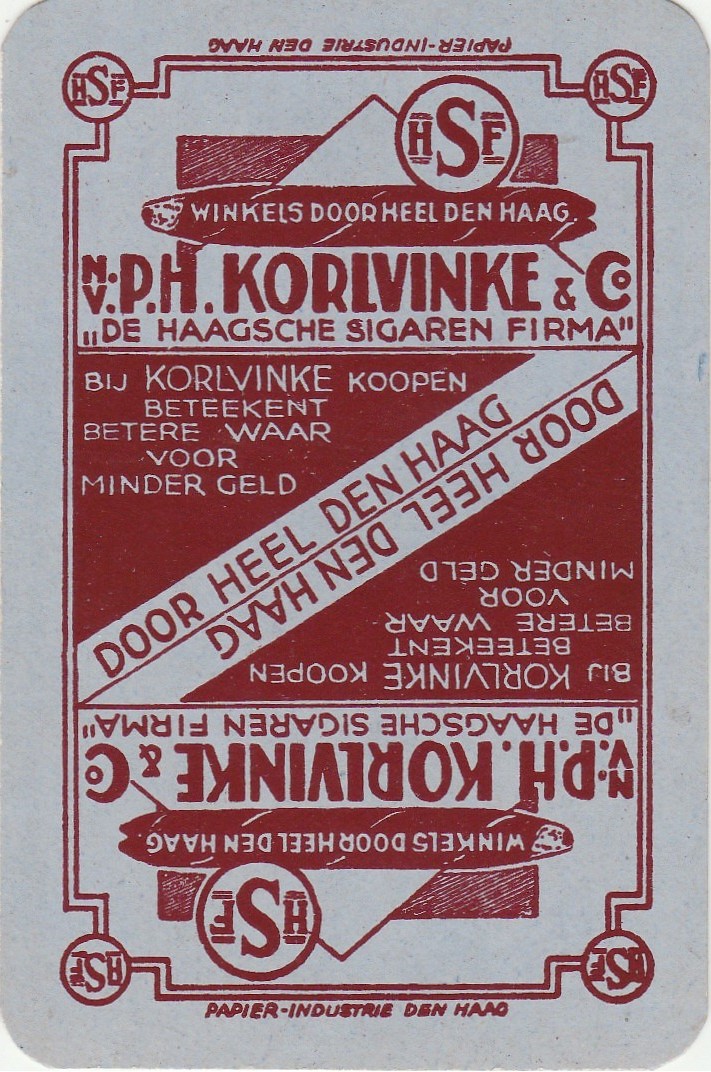 PAPIER-INDUSTRIE DEN HAAG
HSF HSF
HSF
WINKELS DOOR HEEL DEN HAAG.
N.V. P.H. KORLVINKE & Co
„DE HAAGSCHE SIGAREN FIRMA"
BIJ KORLVINKE KOOPEN
BETEEKENT
BETERE WAAR
VOOR
MINDER GELD
DOOR HEEL DEN HAAG
DOOR HEEL DEN HAAG
BIJ KORLVINKE KOOPEN
BETEEKENT
BETERE WAAR
VOOR
MINDER GELD
„DE HAAGSCHE SIGAREN FIRMA"
N.V. P.H. KORLVINKE & Co
WINKELS DOOR HEEL DEN HAAG.
HSF
HSF HSF
PAPIER-INDUSTRIE DEN HAAG